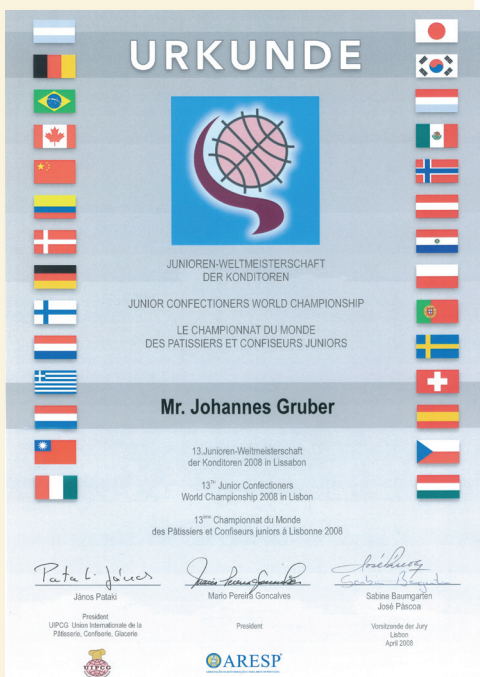 URKUNDE
JUNIOREN-WELTMEISTERSCHAFT
DER KONDITOREN
JUNIOR CONFECTIONERS WORLD CHAMPIONSHIP
LE CHAMPIONNAT DU MONDE
DES PATISSIERS ET CONFISEURS JUNIORS
Mr. Johannes Gruber
13.Junioren-Weltmeisterschaft
der Konditoren 2008 in Lissabon
13TH Junior Confectioners
World Championship 2008 in Lisbon
13ème Championnat du Monde
des Pâtissiers et Confiseurs juniors à Lisbonne 2008
János Pataki
President
UIPCG Union Internationale de la
Pâtisserie, Confiserie, Glacerie
UIPCG
Mario Pereira Goncalves
President
ARESP
Sabine Baumgarten
José Páscoa
Vorsitzende der Jury
Lisbon
April 2008